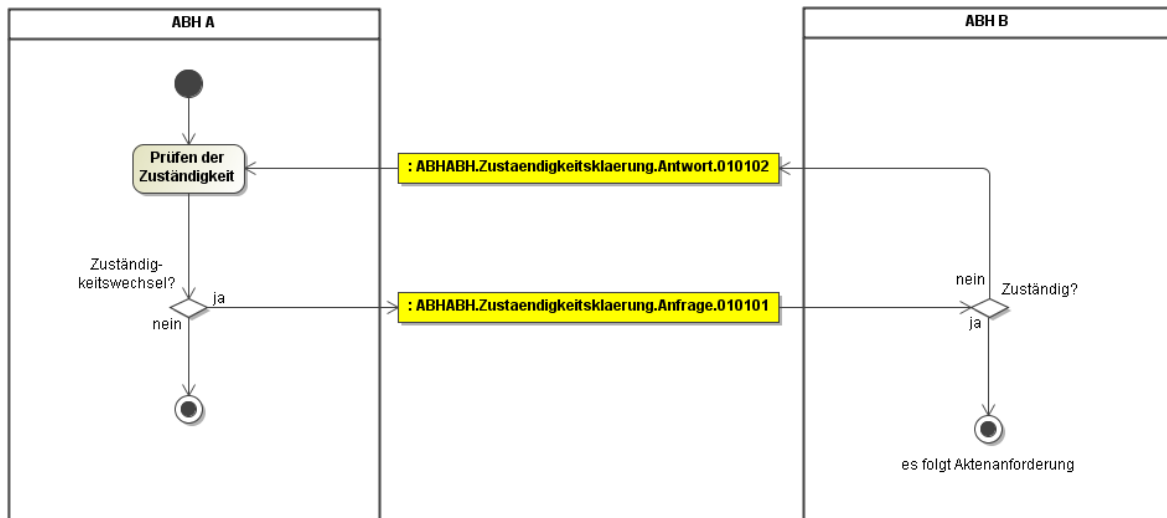 ABH A
ABH B
Prüfen der
Zuständigkeit
: ABHABH.Zustaendigkeitsklaerung.Antwort.010102
Zuständig-
keitswechsel?
ja
nein
: ABHABH.Zustaendigkeitsklaerung.Anfrage.010101
nein
Zuständig?
ja
es folgt Aktenanforderung